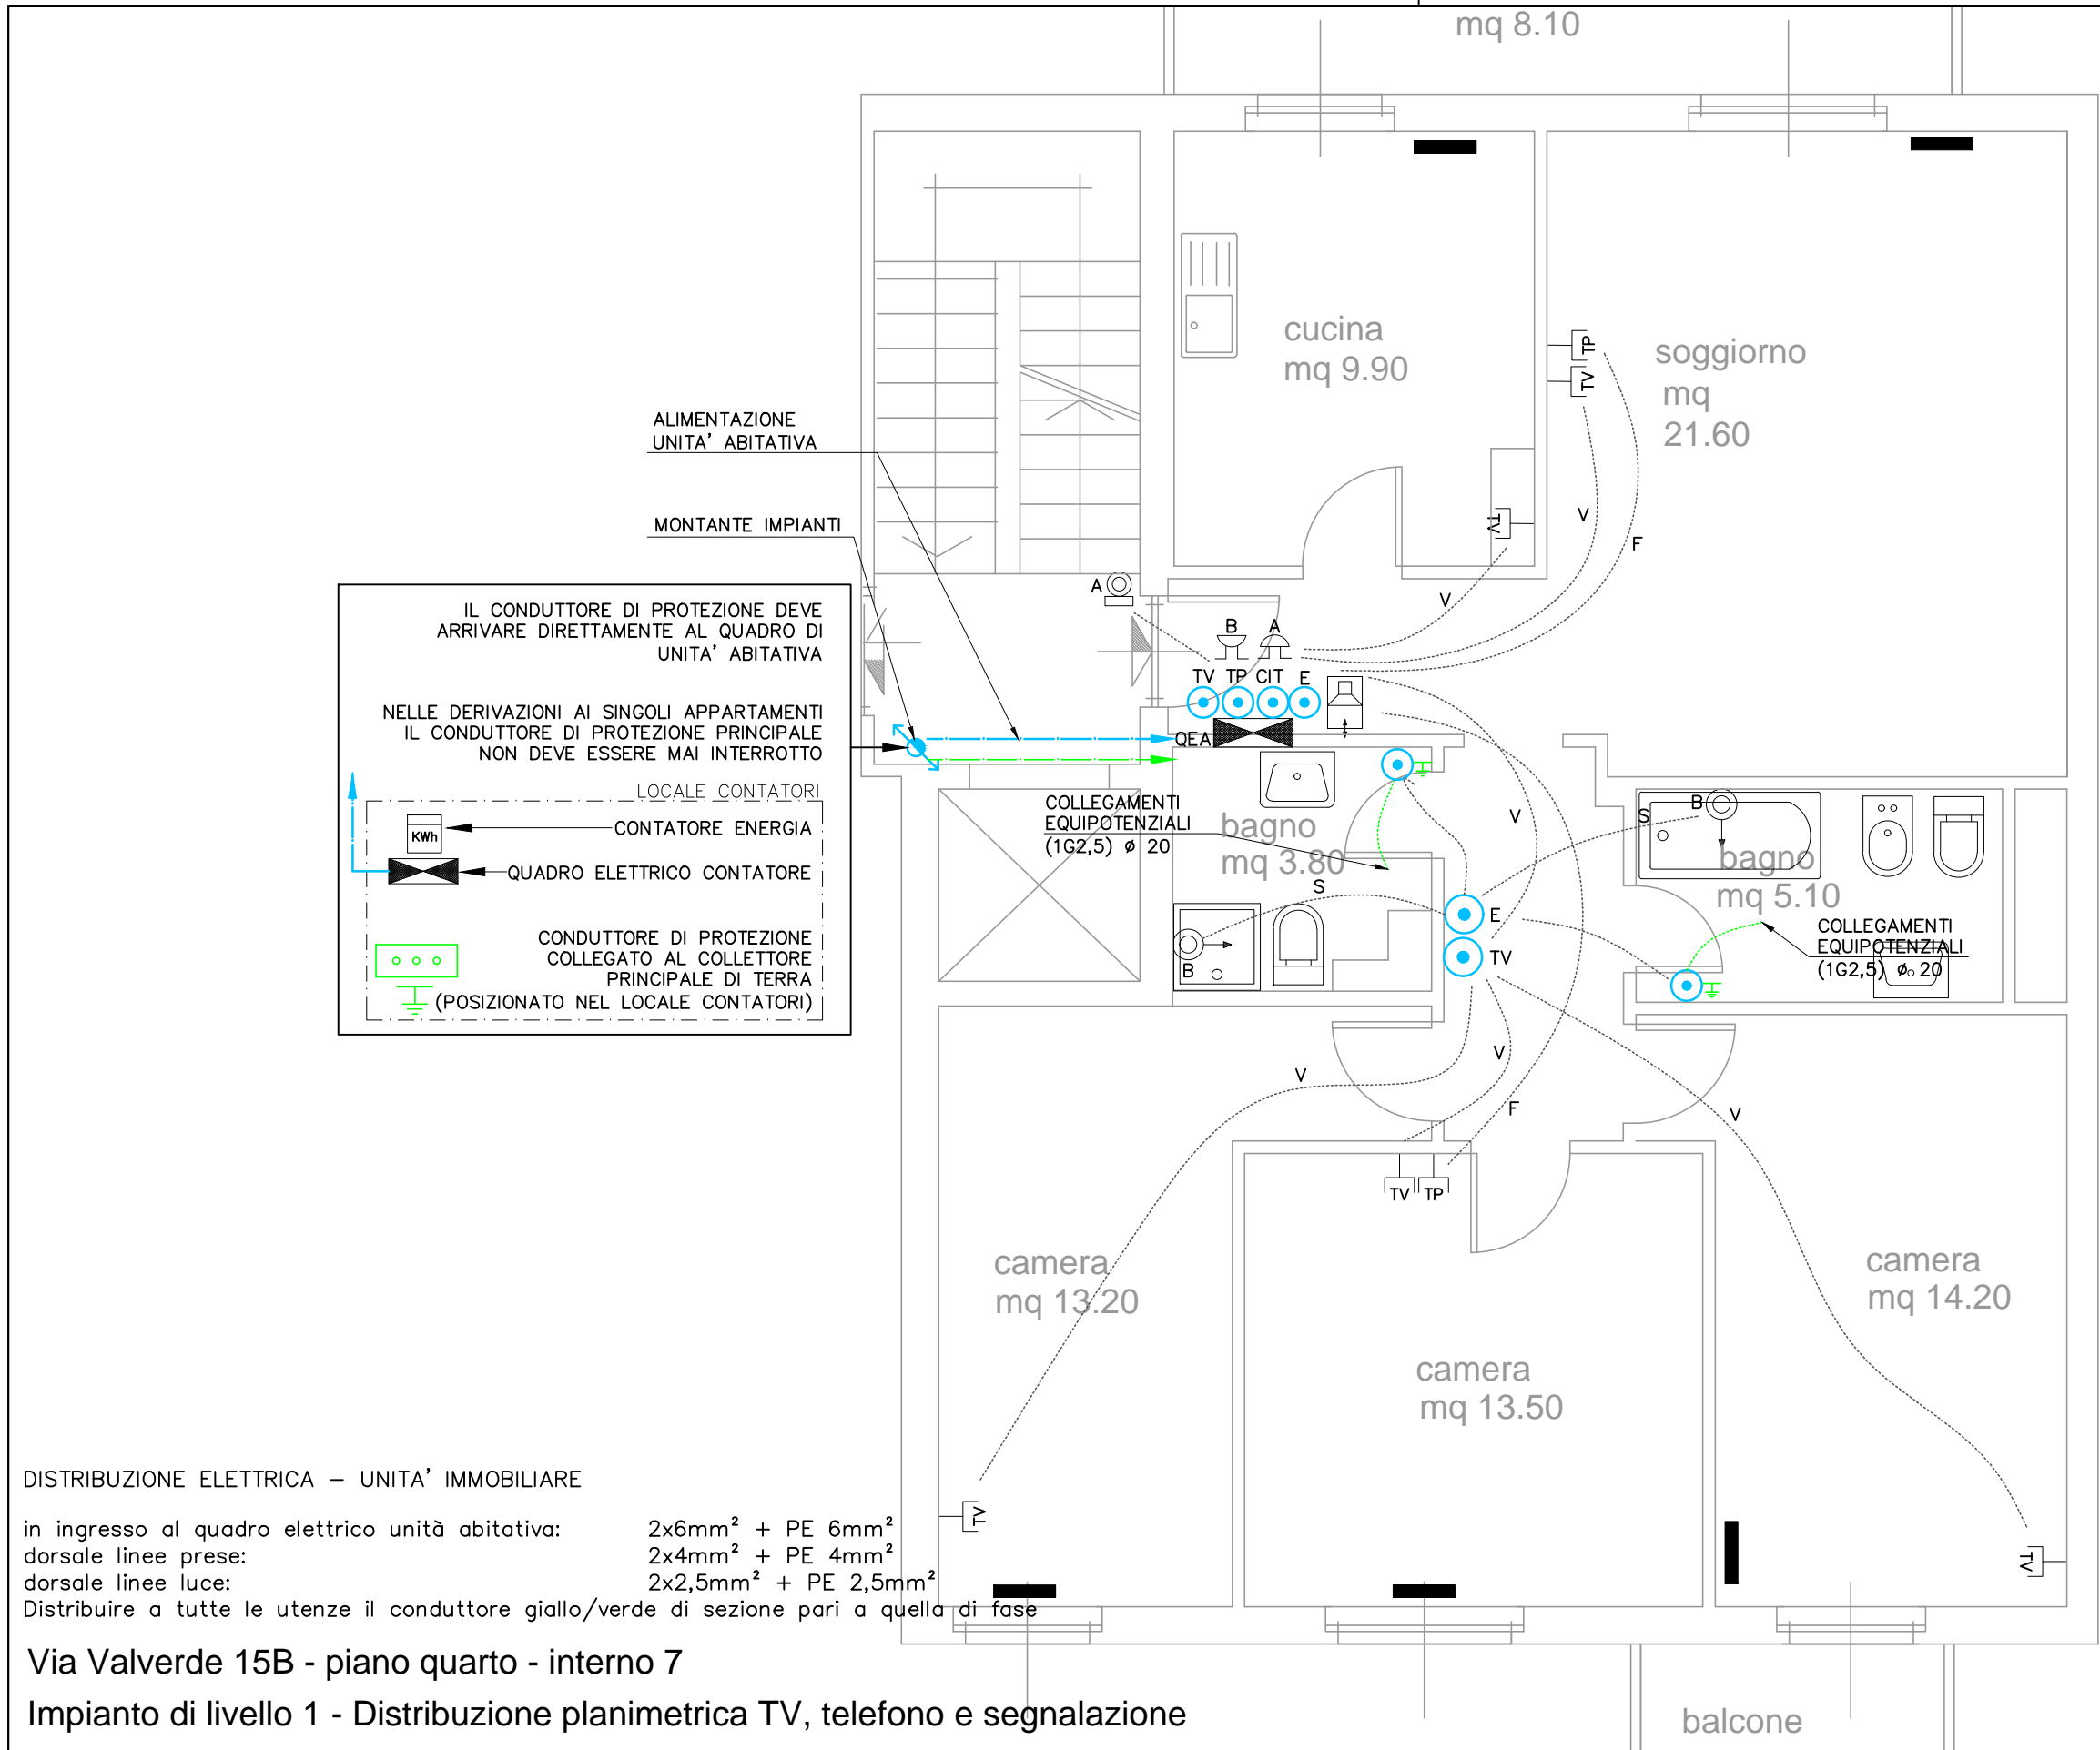 mq 8.10
cucina
mq 9.90
soggiorno
mq
21.60
TP
TV
V
F
TV
V
ALIMENTAZIONE
UNITA' ABITATIVA
MONTANTE IMPIANTI
A
B
A
TV
TP
CIT
E
QEA
IL CONDUTTORE DI PROTEZIONE DEVE
ARRIVARE DIRETTAMENTE AL QUADRO DI
UNITA' ABITATIVA
NELLE DERIVAZIONI AI SINGOLI APPARTAMENTI
IL CONDUTTORE DI PROTEZIONE PRINCIPALE
NON DEVE ESSERE MAI INTERROTTO
LOCALE CONTATORI
CONTATORE ENERGIA
KWh
QUADRO ELETTRICO CONTATORE
CONDUTTORE DI PROTEZIONE
COLLEGATO AL COLLETTORE
PRINCIPALE DI TERRA
(POSIZIONATO NEL LOCALE CONTATORI)
COLLEGAMENTI
EQUIPOTENZIALI
(1G2,5) ø 20
bagno
mq 3.80
V
S
B
S
B
bagno
mq 5.10
COLLEGAMENTI
EQUIPOTENZIALI
(1G2,5) ø 20
E
TV
V
V
F
V
TV
TP
camera
mq 13.20
camera
mq 13.50
camera
mq 14.20
TV
TV
DISTRIBUZIONE ELETTRICA – UNITA' IMMOBILIARE
in ingresso al quadro elettrico unità abitativa: 2x6mm² + PE 6mm²
dorsale linee prese: 2x4mm² + PE 4mm²
dorsale linee luce: 2x2,5mm² + PE 2,5mm²
Distribuire a tutte le utenze il conduttore giallo/verde di sezione pari a quella di fase
Via Valverde 15B - piano quarto - interno 7
Impianto di livello 1 - Distribuzione planimetrica TV, telefono e segnalazione
balcone